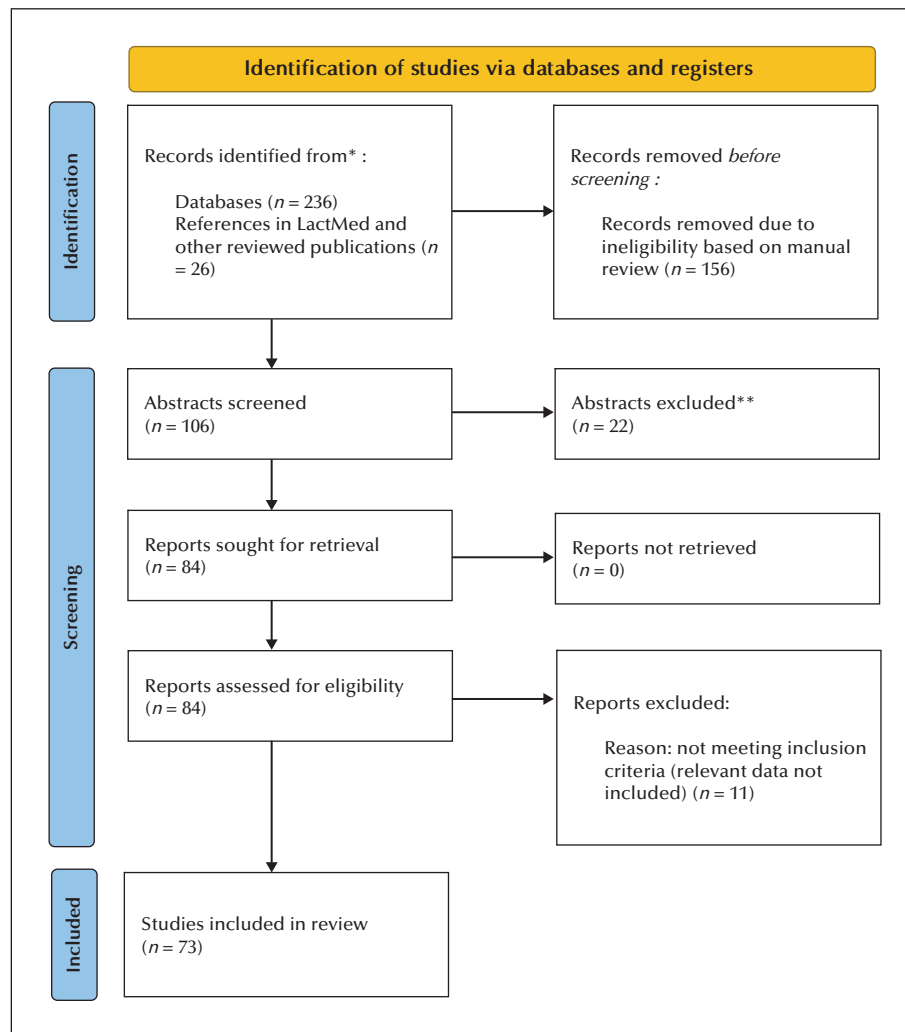 Identification of studies via databases and registers
Identification
Records identified from* :
Databases (n = 236)
References in LactMed and
other reviewed publications (n
= 26)
Records removed before
screening :
Records removed due to
ineligibility based on manual
review (n = 156)
Screening
Abstracts screened
(n = 106)
Abstracts excluded**
(n = 22)
Reports sought for retrieval
(n = 84)
Reports not retrieved
(n = 0)
Reports assessed for eligibility
(n = 84)
Reports excluded:
Reason: not meeting inclusion
criteria (relevant data not
included) (n = 11)
Included
Studies included in review
(n = 73)